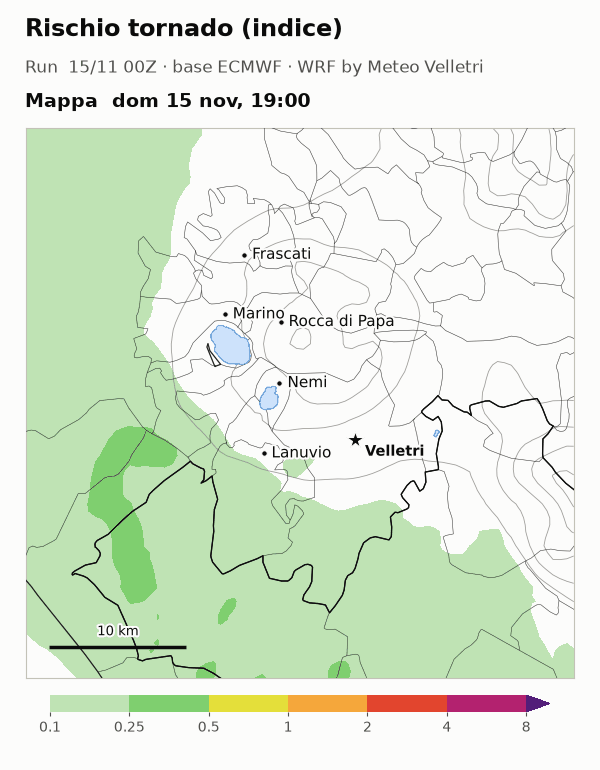 Rischio tornado (indice)
Run  15/11 00Z · base ECMWF · WRF by Meteo Velletri
Mappa  dom 15 nov, 19:00
Frascati
Marino
Rocca di Papa
Nemi
Velletri
Lanuvio
10 km
0.1 0.25 0.5 1 2 4 8